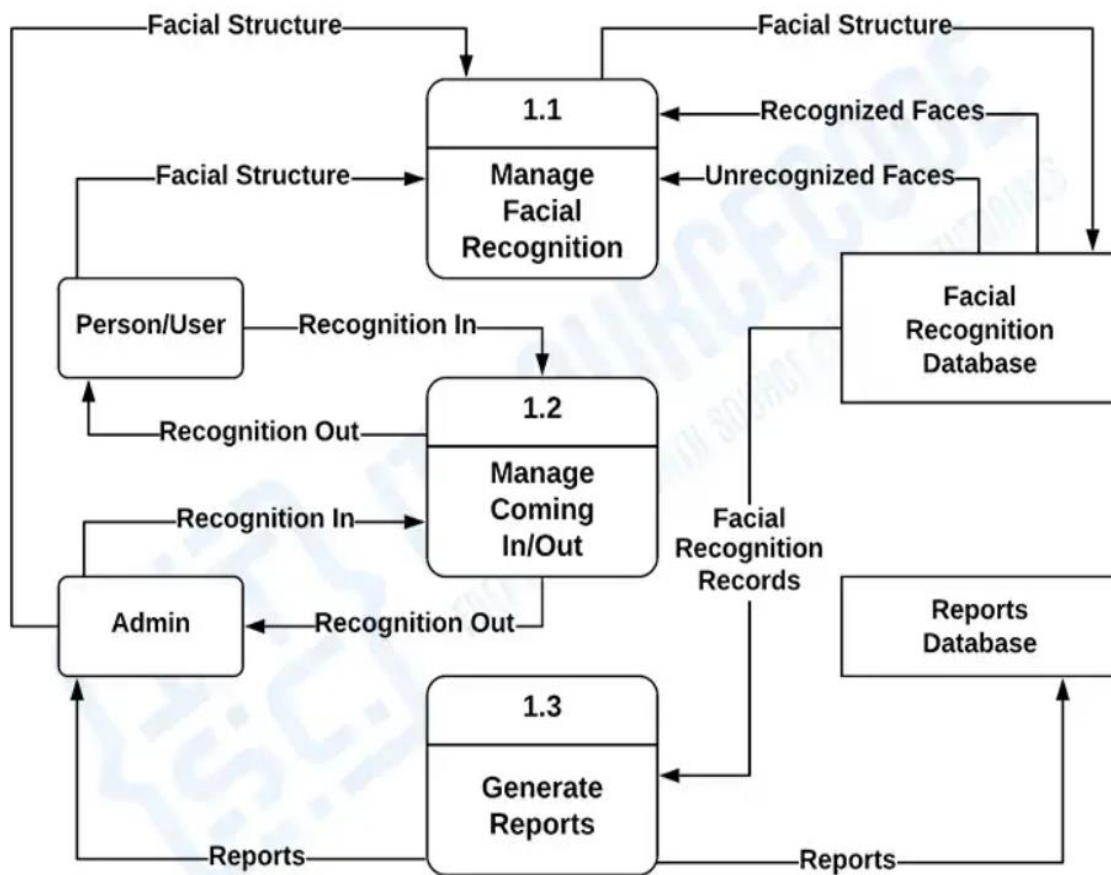 Facial Structure
Facial Structure
1.1
Recognized Faces
Facial Structure
Manage
Facial
Recognition
Unrecognized Faces
Person/User
Recognition In
Facial
Recognition
Database
1.2
Recognition Out
Manage
Coming
In/Out
Recognition In
Facial
Recognition
Records
Admin
Recognition Out
Reports
Database
1.3
Generate
Reports
Reports
Reports